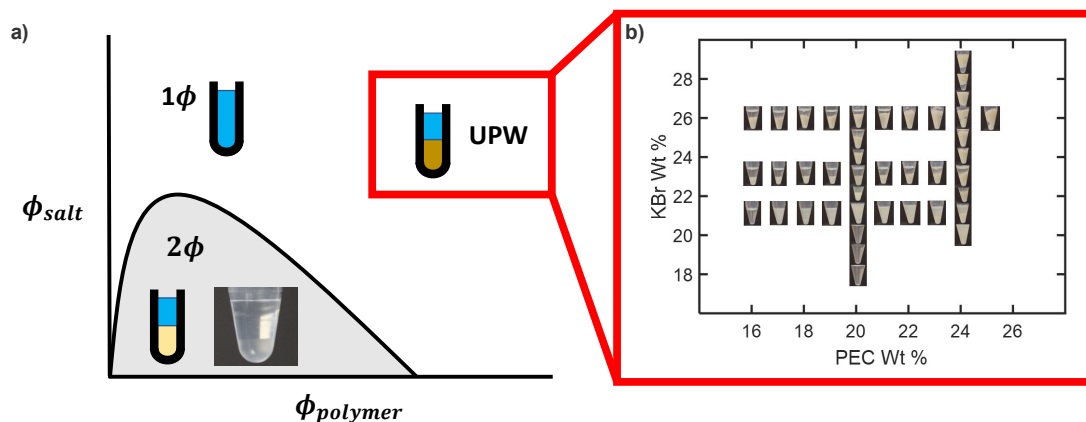 a)
1ϕ
UPW
ϕsalt
2ϕ
ϕpolymer
b)
KBr Wt %
28
26
24
22
20
18
16 18 20 22 24 26
PEC Wt %